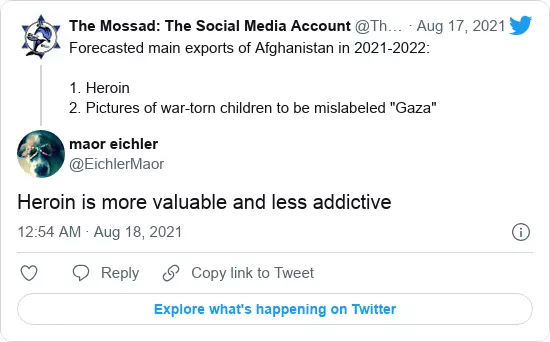 The Mossad: The Social Media Account @Th... · Aug 17, 2021
Forecasted main exports of Afghanistan in 2021-2022:
1. Heroin
2. Pictures of war-torn children to be mislabeled "Gaza"
maor eichler
@EichlerMaor
Heroin is more valuable and less addictive
12:54 AM · Aug 18, 2021
Reply
Copy link to Tweet
Explore what's happening on Twitter